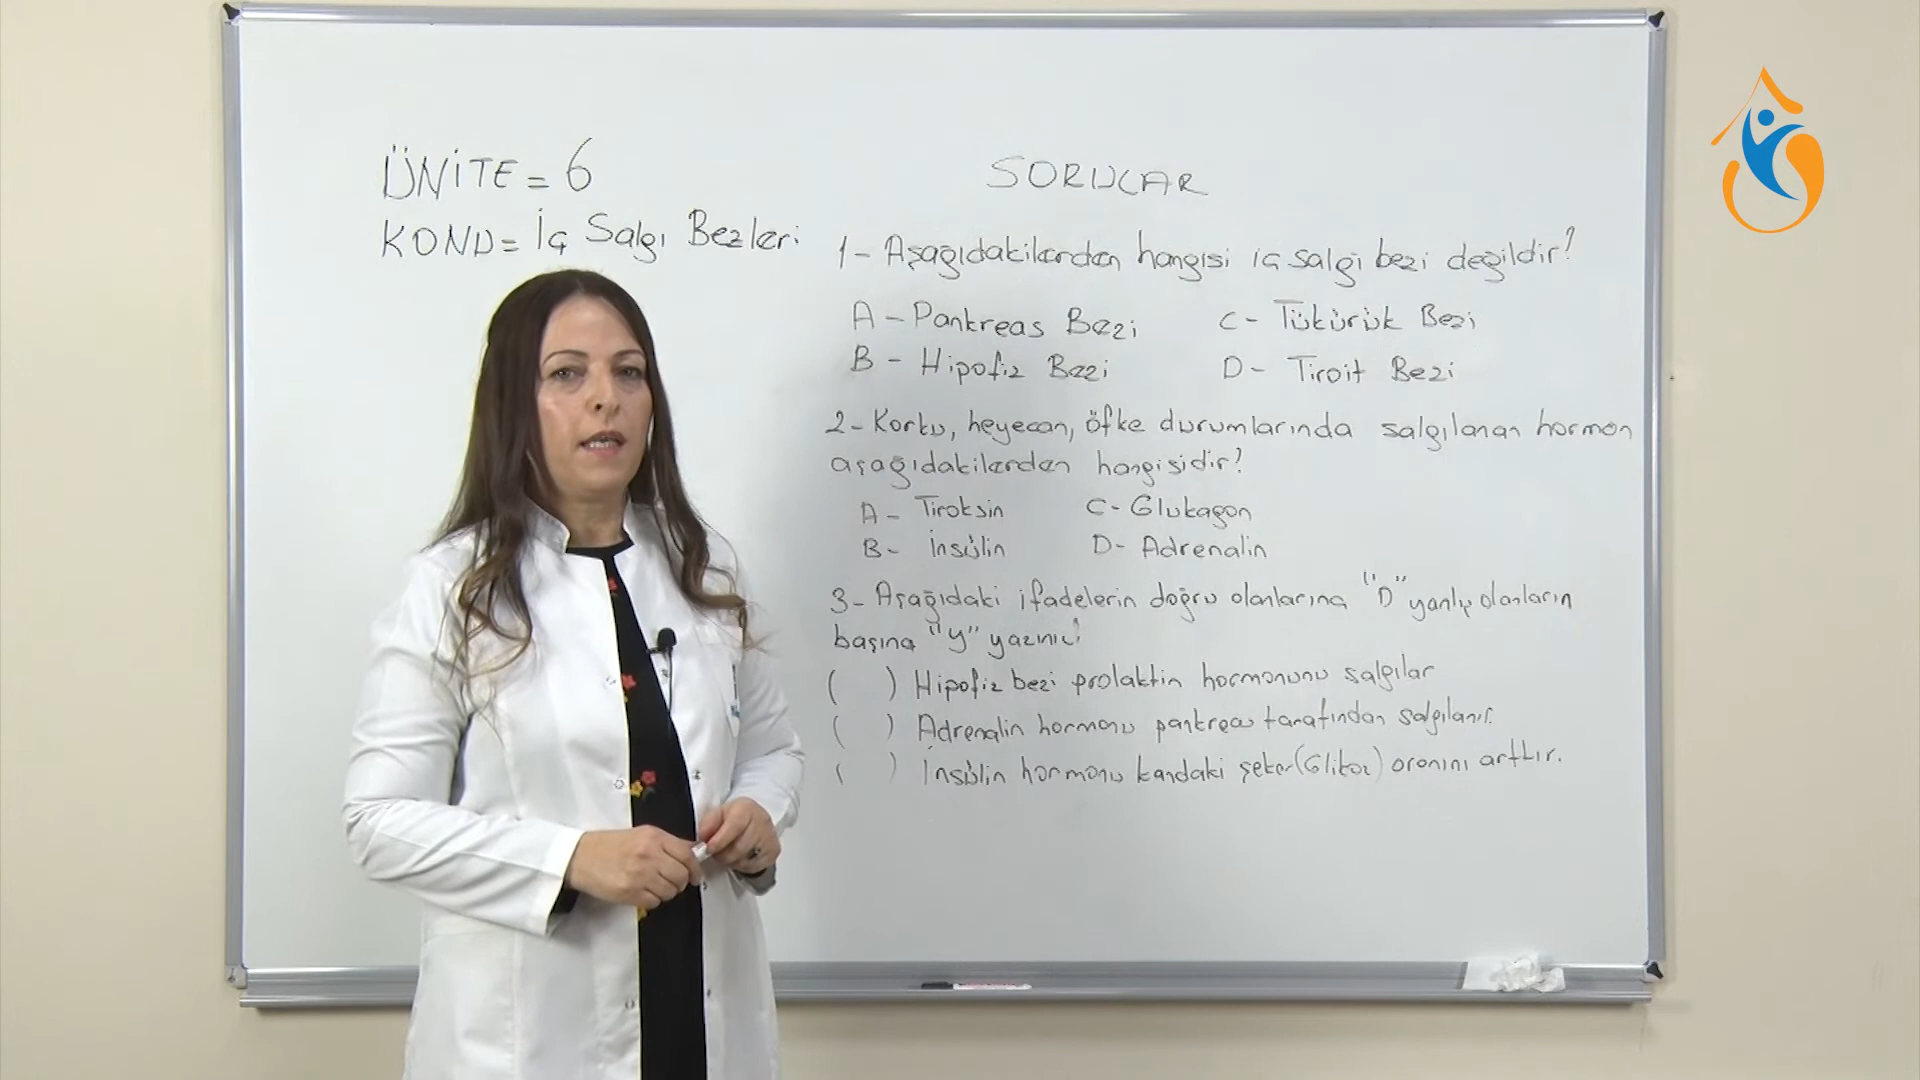 ÜNİTE = 6
KONU = İç Salgı Bezleri
SORULAR
1- Aşağıdakilerden hangisi iç salgı bezi değildir?
A - Pankreas Bezi
C - Tükürük Bezi
B - Hipofiz Bezi
D - Tiroit Bezi
2- Korku, heyecan, öfke durumlarında salgılanan hormon
aşağıdakilerden hangisidir?
A - Tiroksin
C - Glukagon
B - İnsülin
D - Adrenalin
3- Aşağıdaki ifadelerin doğru olanlarına "D" yanlış olanların
başına "Y" yazınız!
( ) Hipofiz bezi prolaktin hormonunu salgılar
( ) Adrenalin hormonu pankreas tarafından salgılanır.
( ) İnsülin hormonu kandaki şeker (Glikoz) oranını arttır.